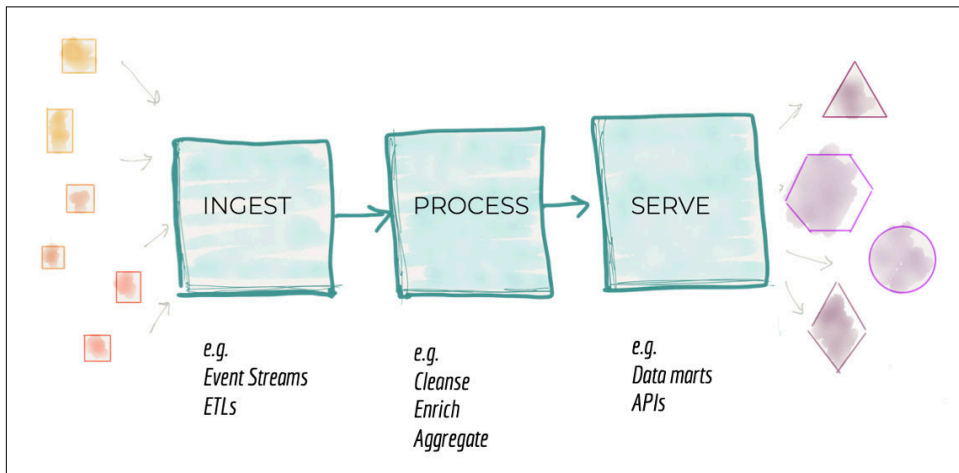 INGEST
PROCESS
SERVE
e.g.
Event Streams
ETLs
e.g.
Cleanse
Enrich
Aggregate
e.g.
Data marts
APIs